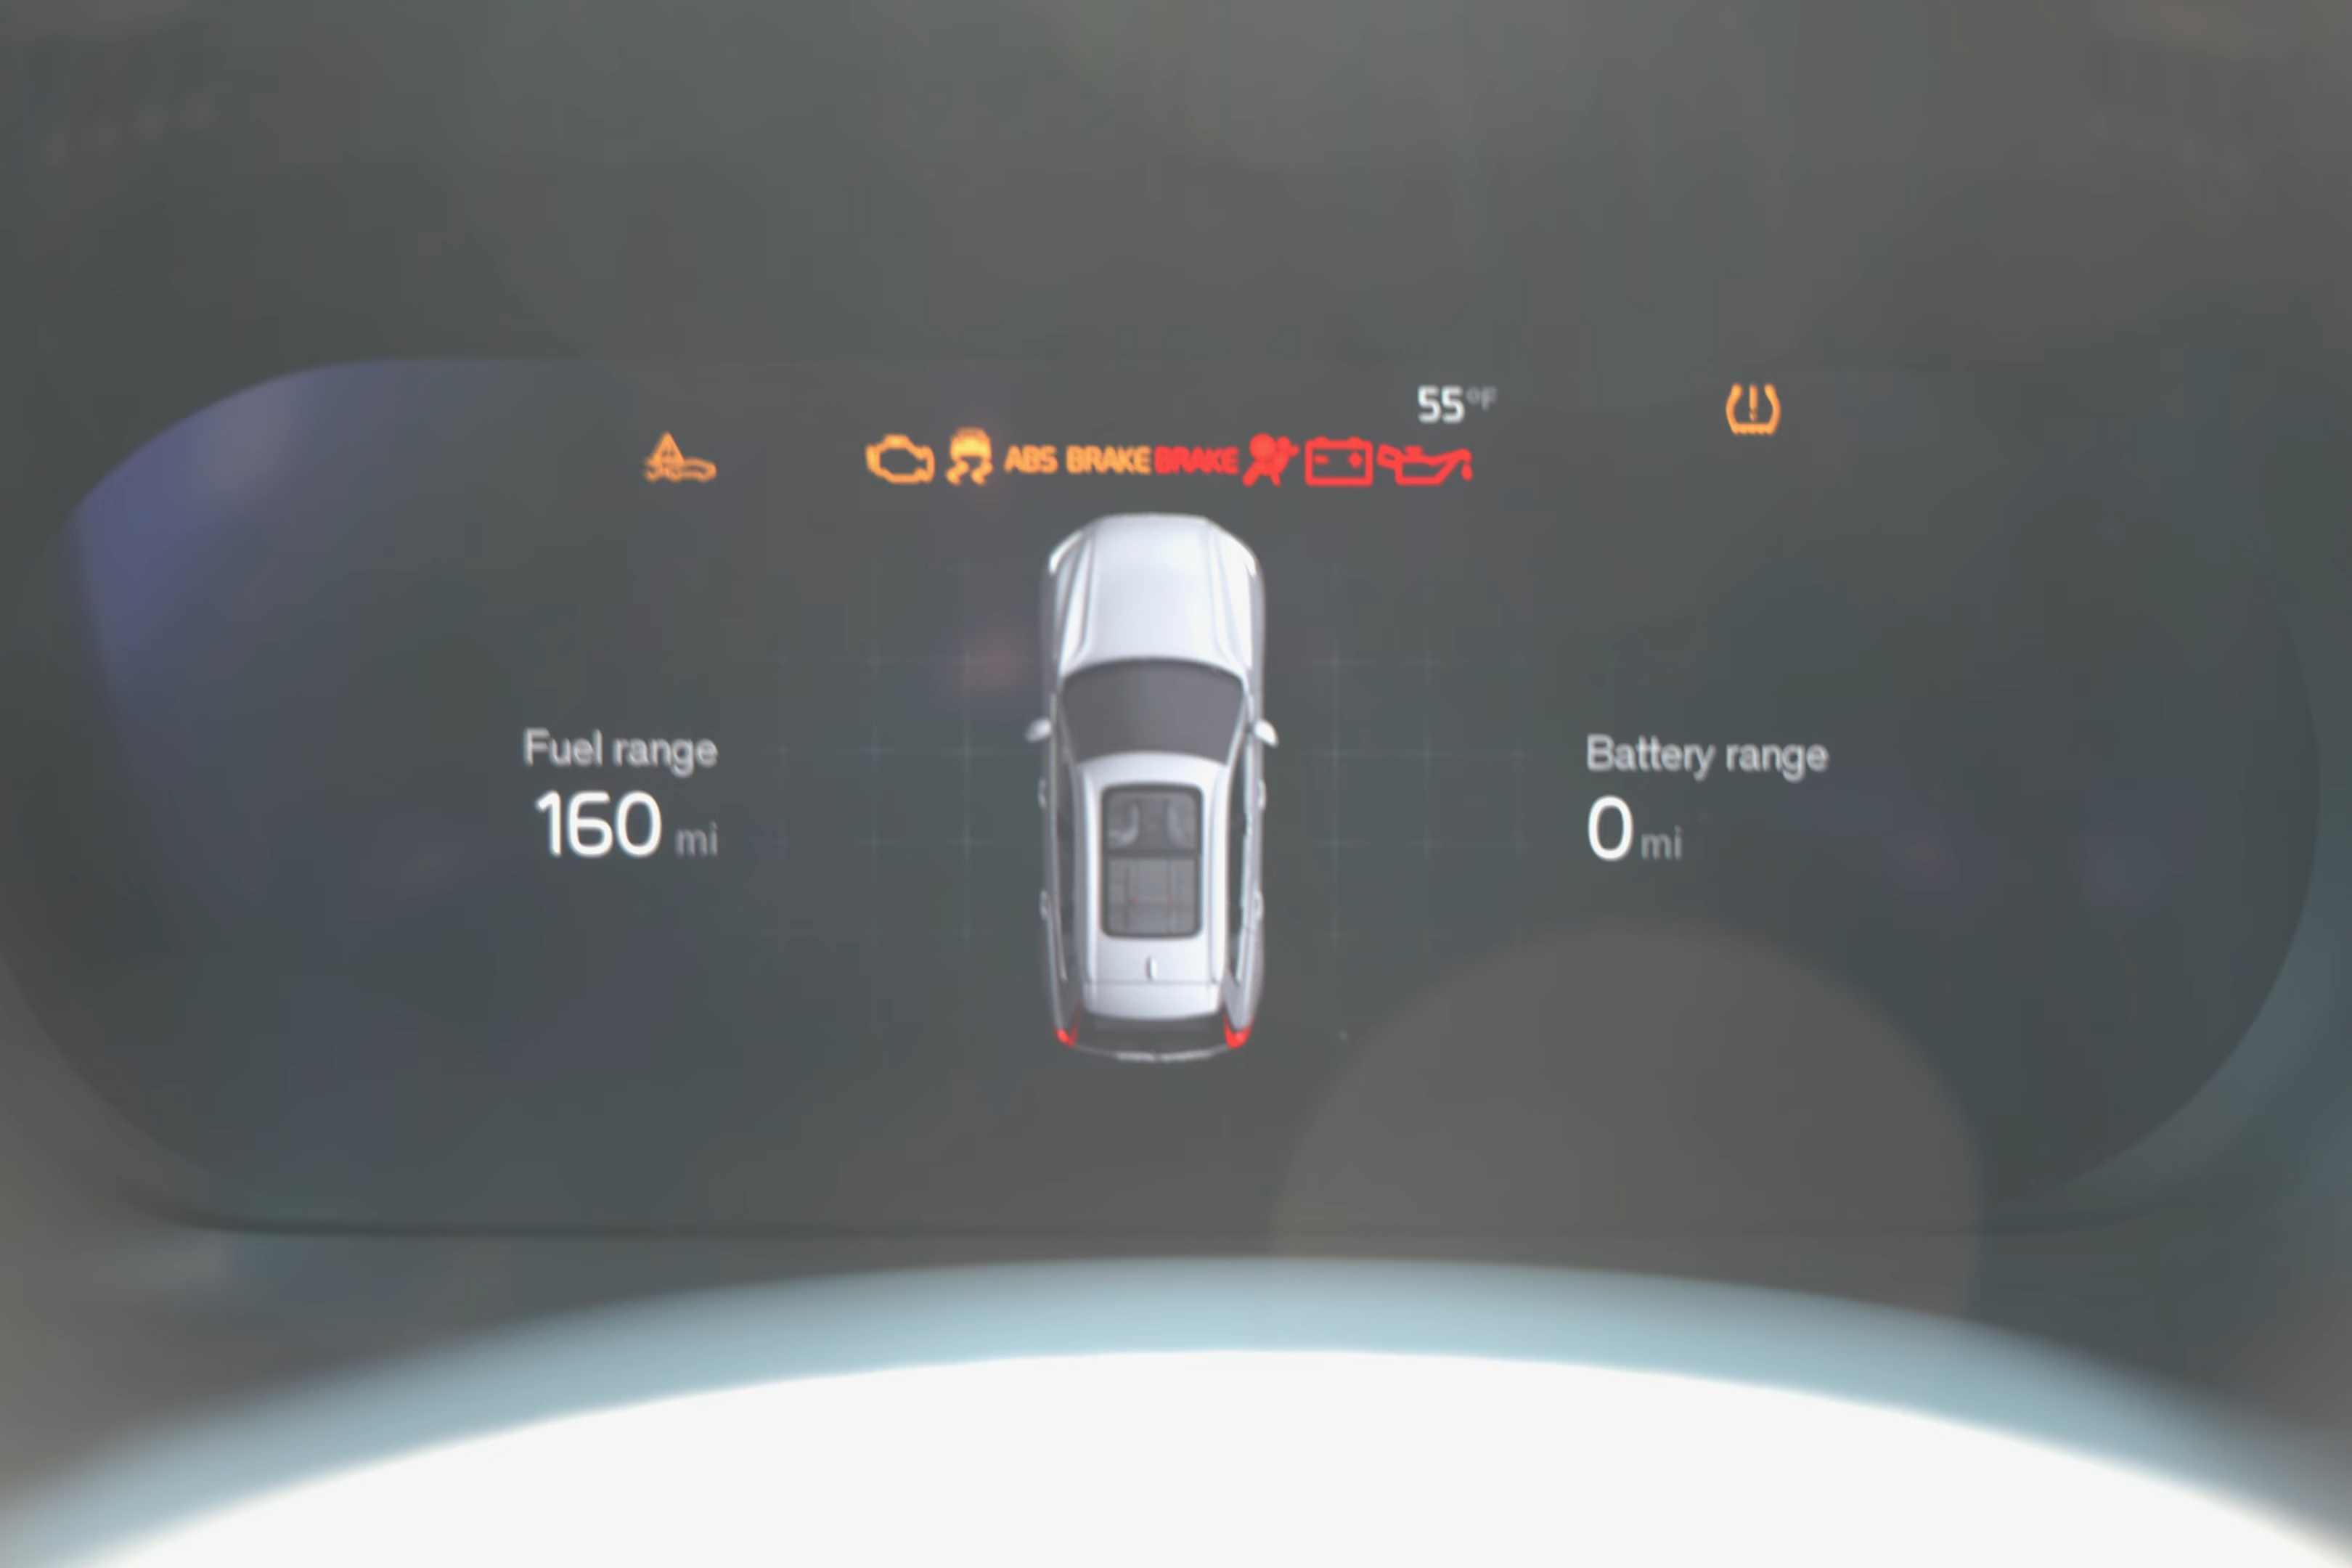 55°F
ABS BRAKE BRAKE
Fuel range
160 mi
Battery range
0 mi